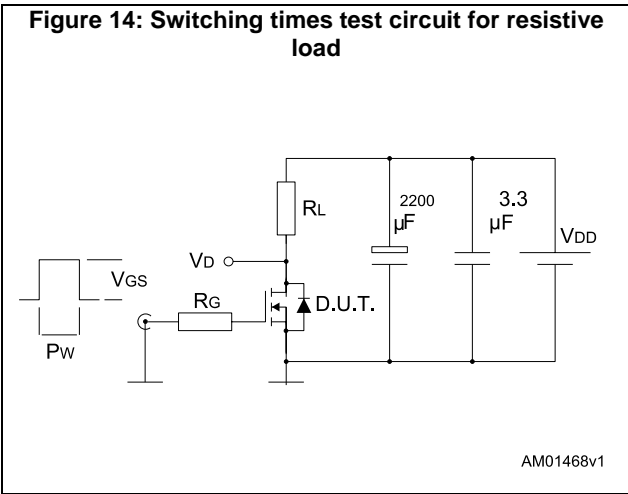 Figure 14: Switching times test circuit for resistive
load
RL
2200
µF
3.3
µF
VDD
VD
VGS
RG
D.U.T.
PW
AM01468v1